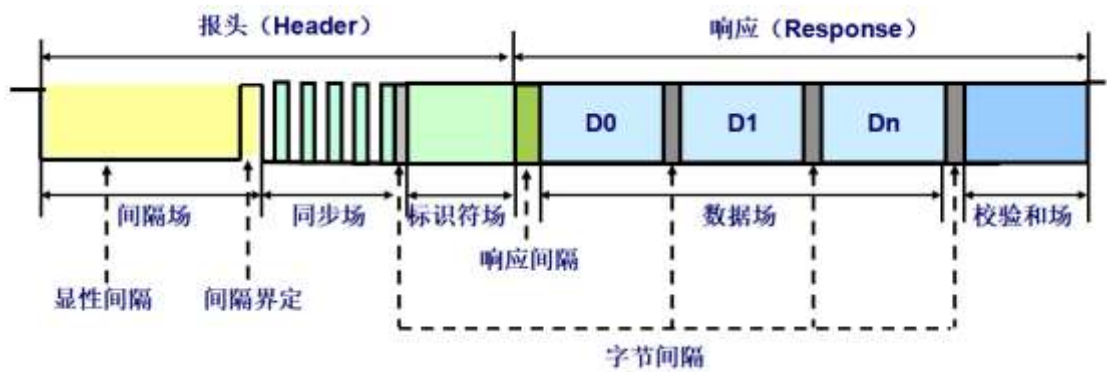 报头（Header）
响应（Response）
D0
D1
Dn
间隔场
同步场
标识符场
数据场
校验和场
响应间隔
显性间隔
间隔界定
字节间隔